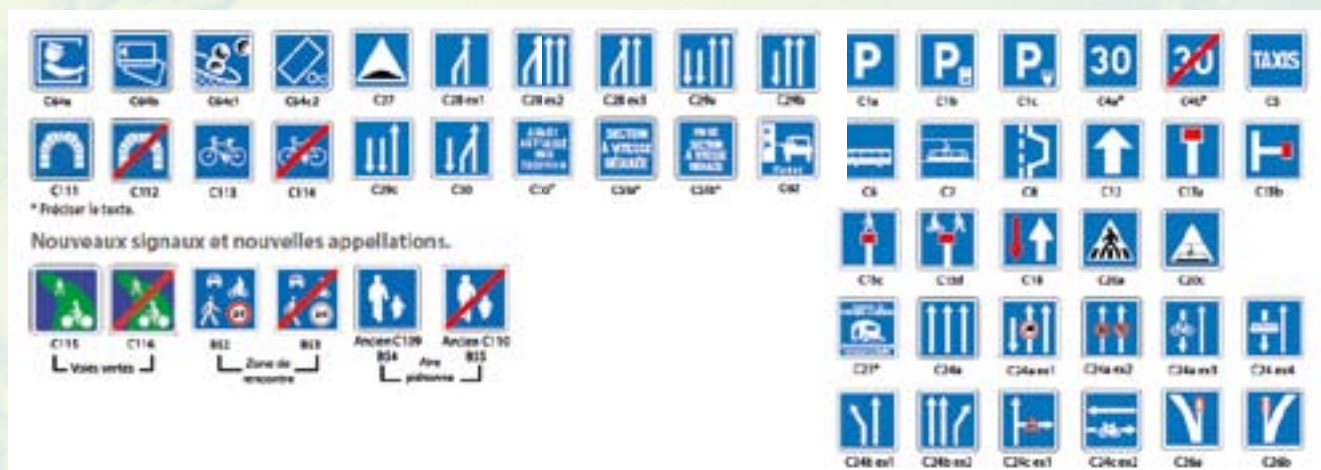 C64a C64b C64c1 C64c2 C27 C28 ex1 C28 ex2 C28 ex3 C29a C29b
C111 C112 C113 C114 C29c C30 C62
SECTION
À VITESSE
* Préciser le texte.
Nouveaux signaux et nouvelles appellations.
C115 C116 B52 B53 Ancien C109 Ancien C110
B54 B55
Voies vertes Zone de rencontre Aire piétonne
P P P 30 30 TAXIS
C1a C1b C1c C4a* C4b* C5
C6 C7 C8 C12 C13a C13b
C13c C13d C18 C20a C20c
C24a C24a ex1 C24a ex2 C24a ex3 C24 ex4
C24b ex1 C24b ex2 C24c ex1 C24c ex2 C26a C26b